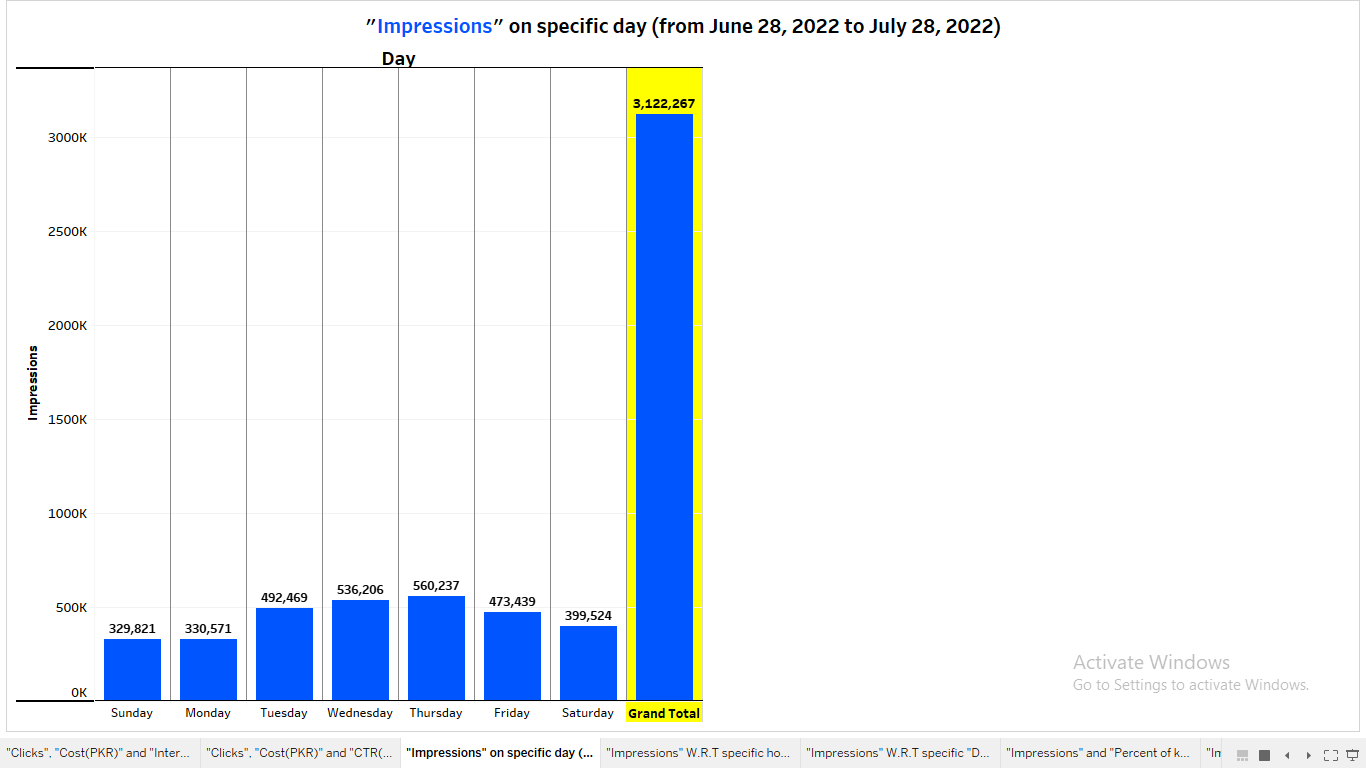 "Impressions" on specific day (from June 28, 2022 to July 28, 2022)
Day
3,122,267
3000K
2500K
2000K
Impressions
1500K
1000K
560,237
536,206
492,469
473,439
500K
399,524
329,821
330,571
0K
Sunday
Monday
Tuesday
Wednesday
Thursday
Friday
Saturday
Grand Total
Activate Windows
Go to Settings to activate Windows.
"Clicks", "Cost(PKR)" and "Inter...
"Clicks", "Cost(PKR)" and "CTR(...
"Impressions" on specific day (...
"Impressions" W.R.T specific ho...
"Impressions" W.R.T specific "D...
"Impressions" and "Percent of k...